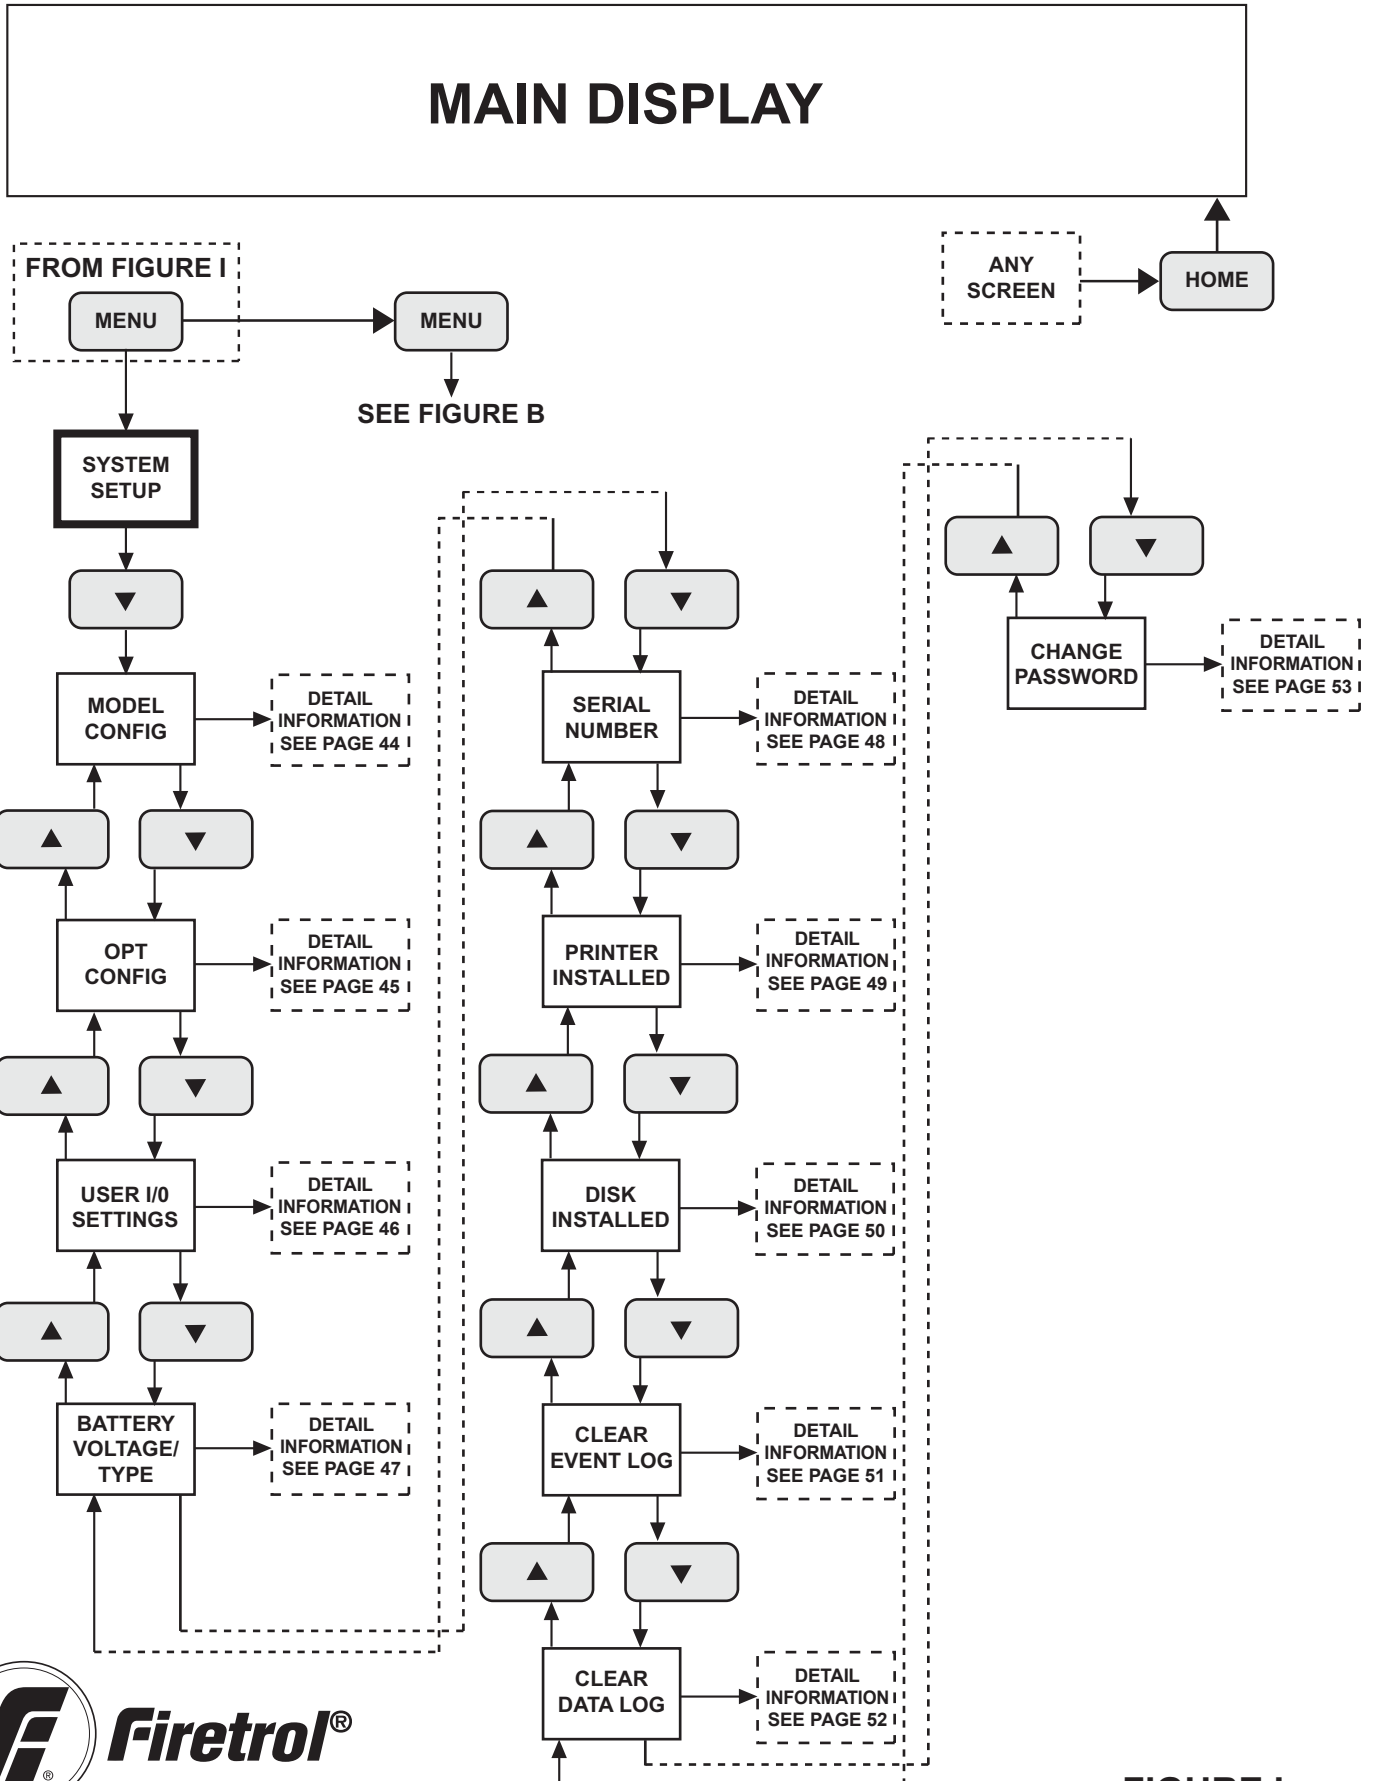 MAIN DISPLAY
FROM FIGURE I
MENU
MENU
SEE FIGURE B
ANY
SCREEN
HOME
SYSTEM
SETUP
▼
MODEL
CONFIG
DETAIL
INFORMATION
SEE PAGE 44
▲
▼
OPT
CONFIG
DETAIL
INFORMATION
SEE PAGE 45
▲
▼
USER I/0
SETTINGS
DETAIL
INFORMATION
SEE PAGE 46
▲
▼
BATTERY
VOLTAGE/
TYPE
DETAIL
INFORMATION
SEE PAGE 47
▲
▼
SERIAL
NUMBER
DETAIL
INFORMATION
SEE PAGE 48
▲
▼
PRINTER
INSTALLED
DETAIL
INFORMATION
SEE PAGE 49
▲
▼
DISK
INSTALLED
DETAIL
INFORMATION
SEE PAGE 50
▲
▼
CLEAR
EVENT LOG
DETAIL
INFORMATION
SEE PAGE 51
▲
▼
CLEAR
DATA LOG
DETAIL
INFORMATION
SEE PAGE 52
▲
▼
CHANGE
PASSWORD
DETAIL
INFORMATION
SEE PAGE 53
F®
Firetrol®